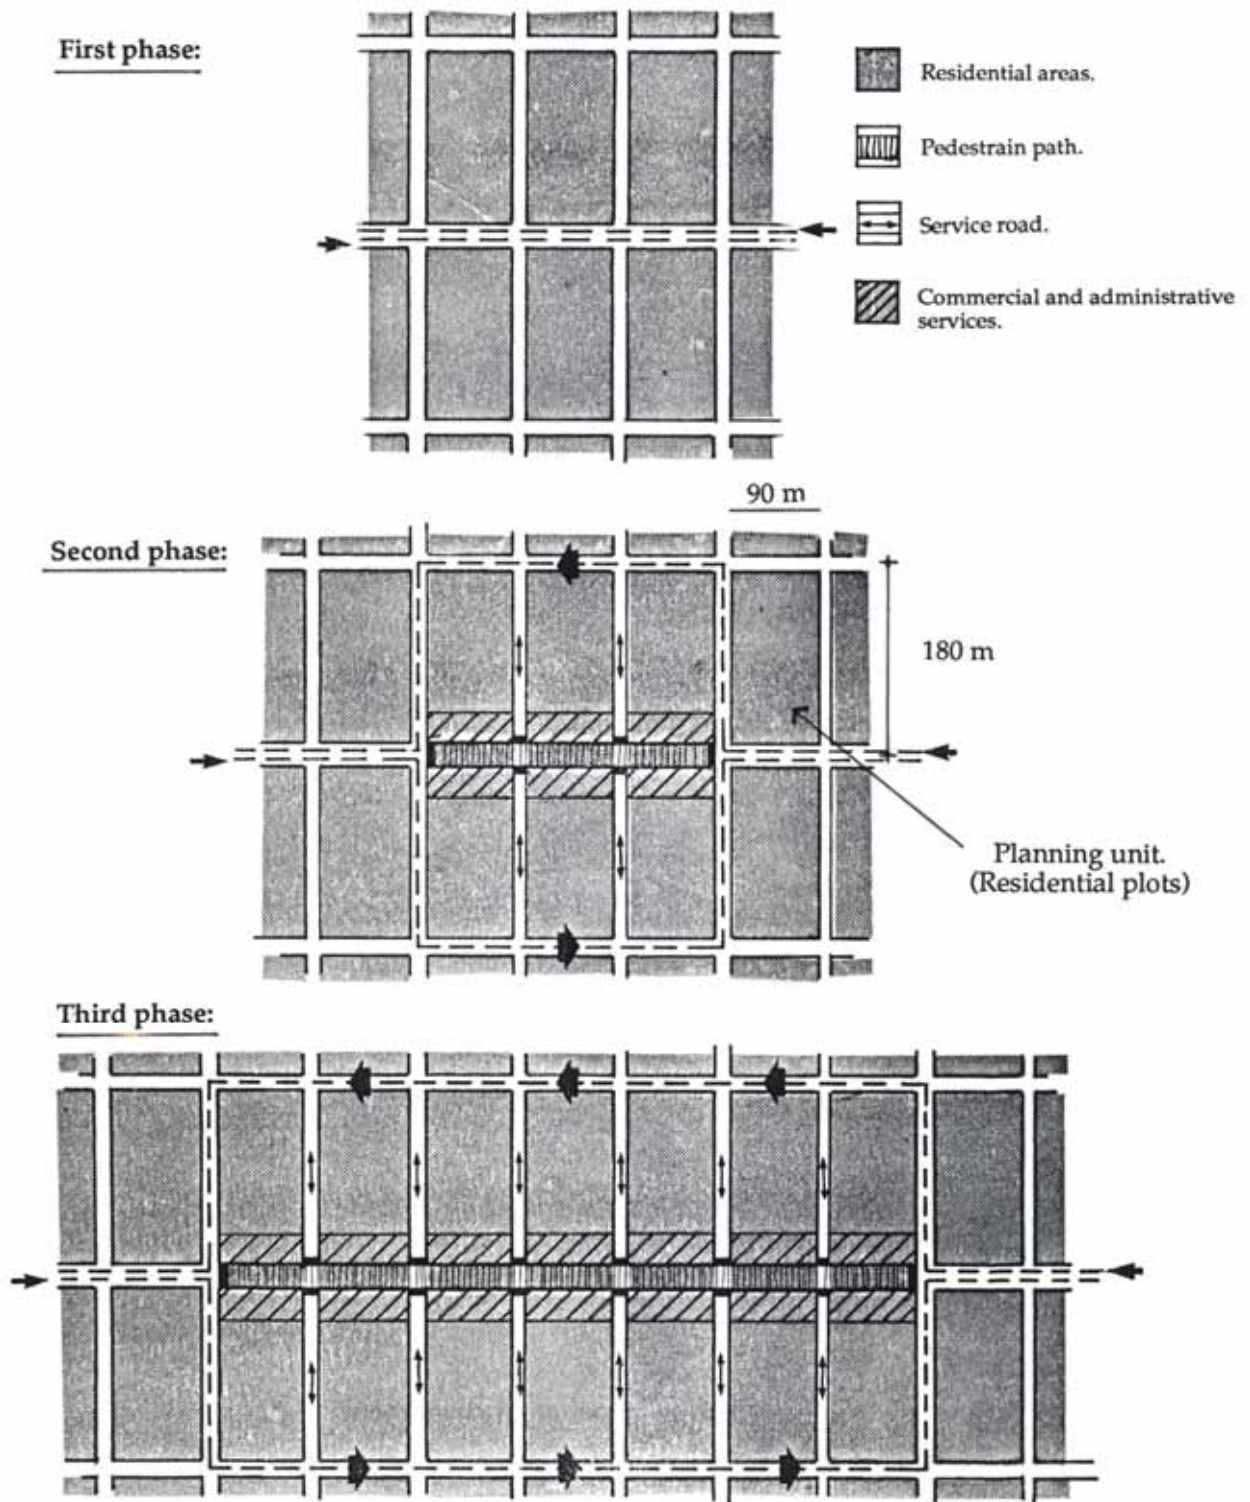 First phase:
Residential areas.
Pedestrain path.
Service road.
Commercial and administrative
services.
90 m
Second phase:
180 m
Planning unit.
(Residential plots)
Third phase: